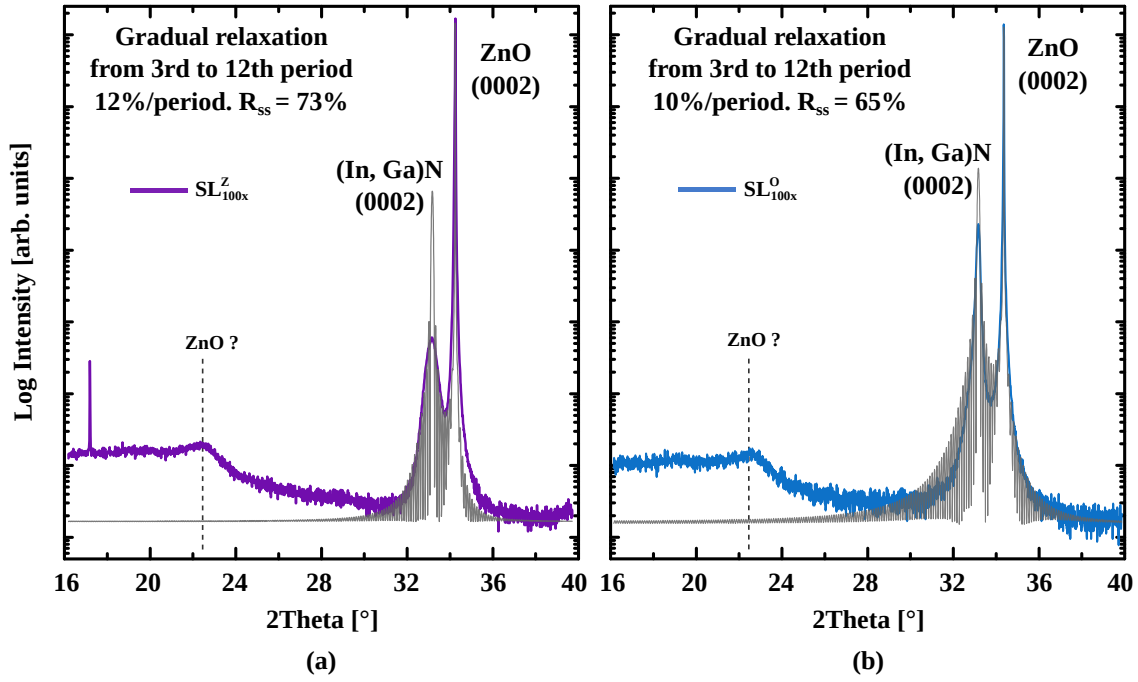 Gradual relaxation
from 3rd to 12th period
12%/period. R_ss = 73%
ZnO
(0002)
(In, Ga)N
(0002)
SL^Z_100x
ZnO ?
Log Intensity [arb. units]
16 20 24 28 32 36 40
2Theta [°]
(a)
Gradual relaxation
from 3rd to 12th period
10%/period. R_ss = 65%
ZnO
(0002)
(In, Ga)N
(0002)
SL^O_100x
ZnO ?
16 20 24 28 32 36 40
2Theta [°]
(b)